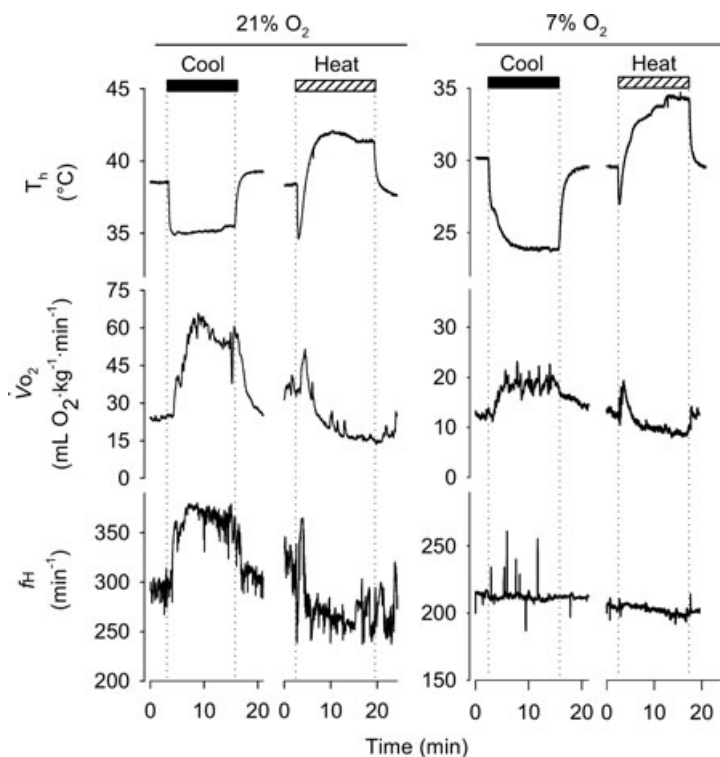 21% O₂ 7% O₂
Cool Heat Cool Heat
Tₕ
(°C)
45
40
35
35
30
25
V̇o₂
(mL O₂·kg⁻¹·min⁻¹)
75
60
45
30
15
0
30
20
10
0
fH
(min⁻¹)
350
300
250
200
250
200
150
0 10 20 0 10 20 0 10 20 0 10 20
Time (min)